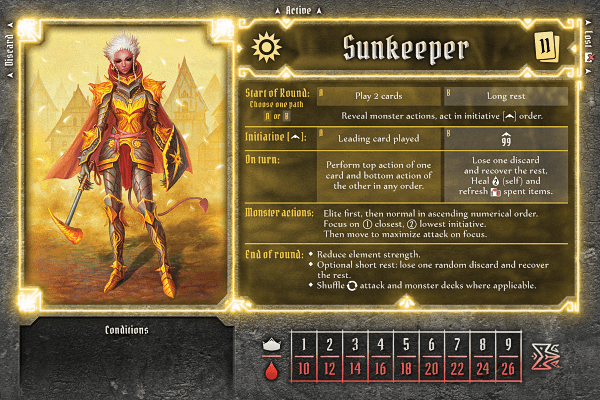 Active
Discard
Lost
Sunkeeper
11
Start of Round:
Choose one path
A or B
A Play 2 cards
B Long rest
Reveal monster actions, act in initiative [ ] order.
Initiative [ ]:
A Leading card played
B 99
On turn:
Perform top action of one
card and bottom action of
the other in any order.
Lose one discard
and recover the rest.
Heal 2 (self) and
refresh spent items.
Monster actions:
Elite first, then normal in ascending numerical order.
Focus on ① closest, ② lowest initiative.
Then move to maximize attack on focus.
End of round:
◆ Reduce element strength.
◆ Optional short rest: lose one random discard and recover
the rest.
◆ Shuffle attack and monster decks where applicable.
Conditions
1 2 3 4 5 6 7 8 9
10 12 14 16 18 20 22 24 26